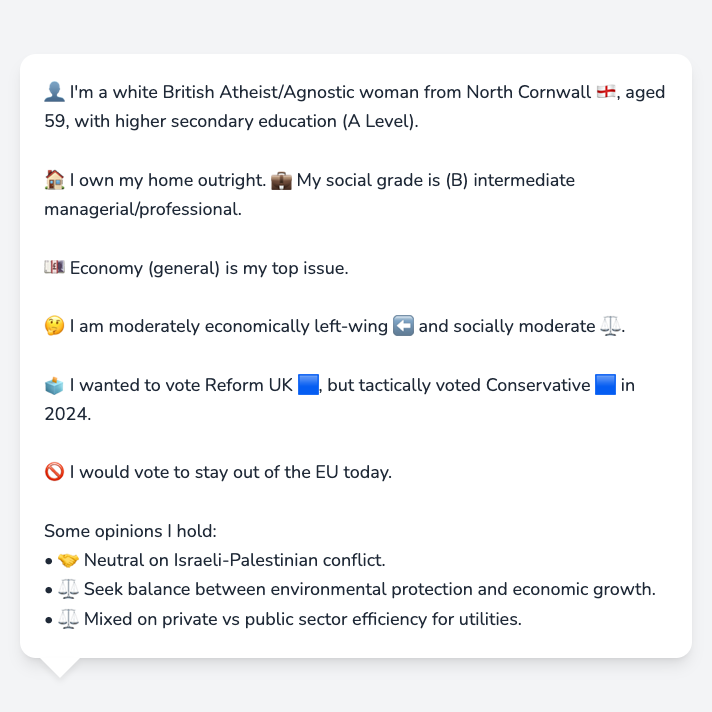 👤 I'm a white British Atheist/Agnostic woman from North Cornwall 🏴󠁧󠁢󠁥󠁮󠁧󠁿, aged
59, with higher secondary education (A Level).
🏠 I own my home outright. 💼 My social grade is (B) intermediate
managerial/professional.
💷 Economy (general) is my top issue.
🤔 I am moderately economically left-wing ⬅️ and socially moderate ⚖️.
🗳️ I wanted to vote Reform UK 🟦, but tactically voted Conservative 🟦 in
2024.
🚫 I would vote to stay out of the EU today.
Some opinions I hold:
• 🤝 Neutral on Israeli-Palestinian conflict.
• ⚖️ Seek balance between environmental protection and economic growth.
• ⚖️ Mixed on private vs public sector efficiency for utilities.